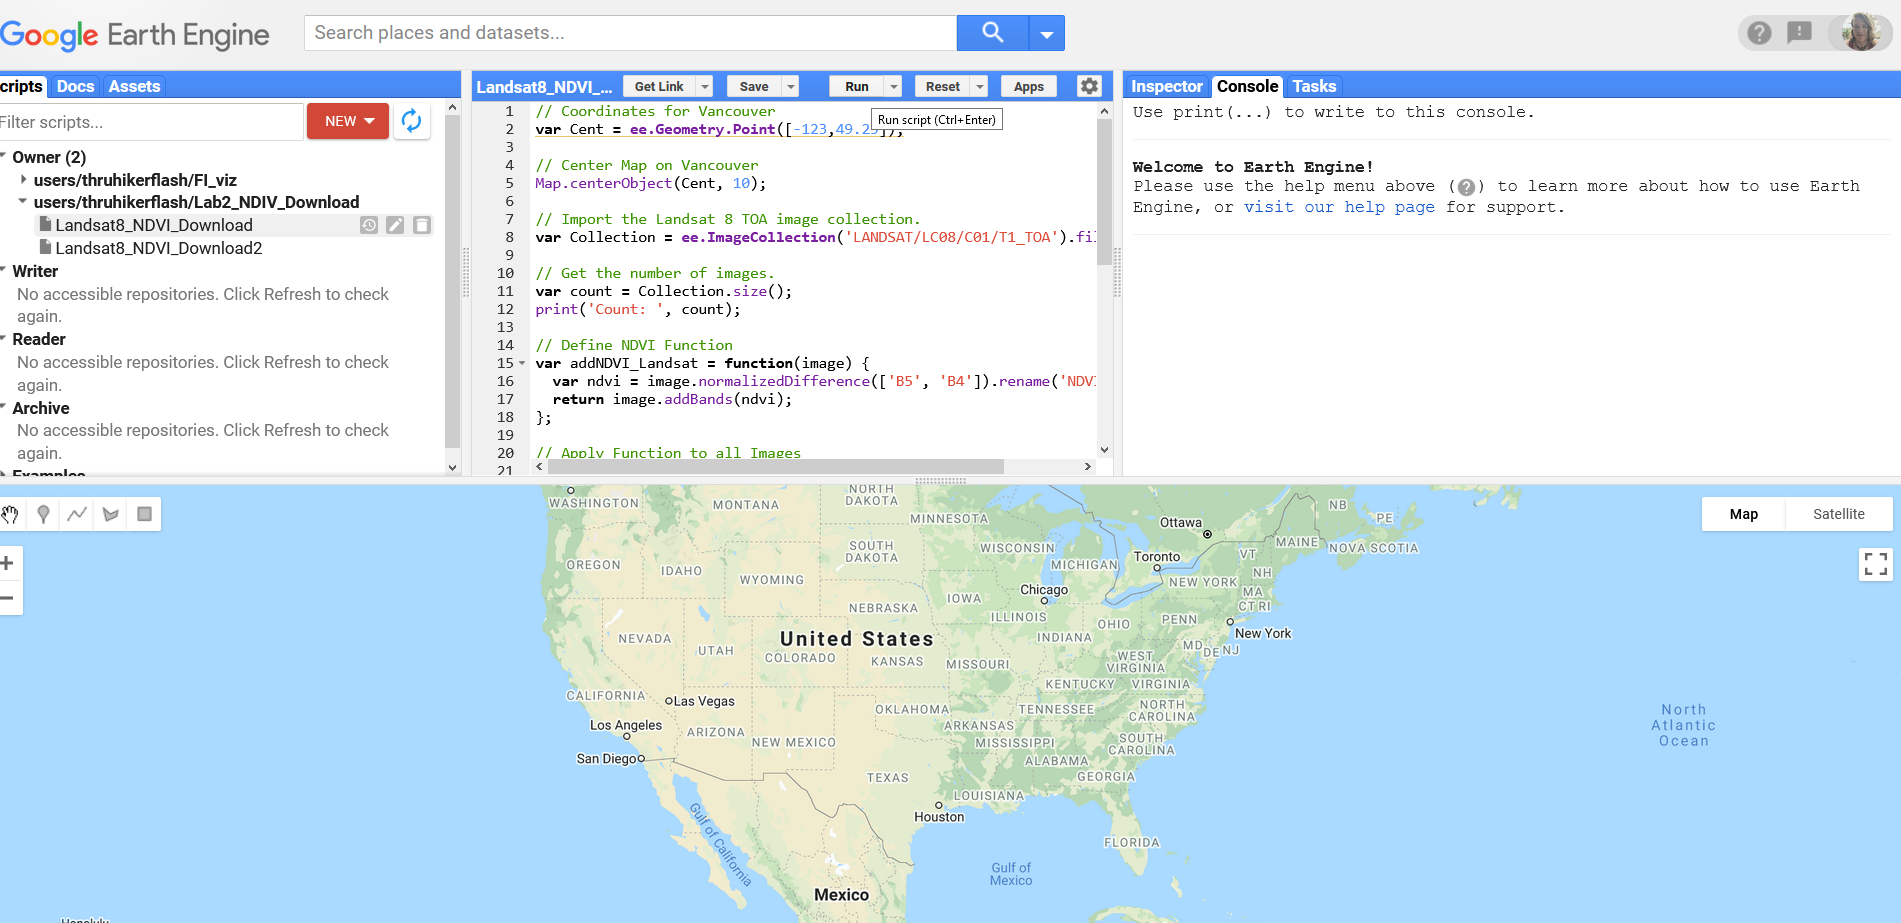 Google Earth Engine
Search places and datasets...
cripts Docs Assets
Filter scripts...
NEW
Owner (2)
users/thruhikerflash/FI_viz
users/thruhikerflash/Lab2_NDIV_Download
Landsat8_NDVI_Download
Landsat8_NDVI_Download2
Writer
No accessible repositories. Click Refresh to check
again.
Reader
No accessible repositories. Click Refresh to check
again.
Archive
No accessible repositories. Click Refresh to check
again.
Examples
Landsat8_NDVI_... Get Link Save Run Reset Apps
Run script (Ctrl+Enter)
1 // Coordinates for Vancouver
2 var Cent = ee.Geometry.Point([-123,49.25]);
3
4 // Center Map on Vancouver
5 Map.centerObject(Cent, 10);
6
7 // Import the Landsat 8 TOA image collection.
8 var Collection = ee.ImageCollection('LANDSAT/LC08/C01/T1_TOA').fil
9
10 // Get the number of images.
11 var count = Collection.size();
12 print('Count: ', count);
13
14 // Define NDVI Function
15 var addNDVI_Landsat = function(image) {
16 var ndvi = image.normalizedDifference(['B5', 'B4']).rename('NDVI
17 return image.addBands(ndvi);
18 };
19
20 // Apply Function to all Images
21
Inspector Console Tasks
Use print(...) to write to this console.
Welcome to Earth Engine!
Please use the help menu above (?) to learn more about how to use Earth
Engine, or visit our help page for support.
Map Satellite
WASHINGTON
MONTANA
NORTH
DAKOTA
MINNESOTA
Ottawa
NB
PE
MAINE
NOVA SCOTIA
OREGON
IDAHO
WYOMING
SOUTH
DAKOTA
WISCONSIN
MICHIGAN
Toronto
VT
NH
NEW YORK
MA
CT RI
Chicago
IOWA
NEBRASKA
ILLINOIS
INDIANA
OHIO
PENN
New York
NEVADA
UTAH
United States
COLORADO
KANSAS
MISSOURI
WEST
VIRGINIA
MD
DE
NJ
KENTUCKY
VIRGINIA
CALIFORNIA
Las Vegas
Los Angeles
San Diego
ARIZONA
NEW MEXICO
OKLAHOMA
ARKANSAS
TENNESSEE
NORTH
CAROLINA
MISSISSIPPI
SOUTH
CAROLINA
ALABAMA
GEORGIA
TEXAS
LOUISIANA
Houston
FLORIDA
North
Atlantic
Ocean
Gulf of California
Gulf of
Mexico
Mexico
Honolulu